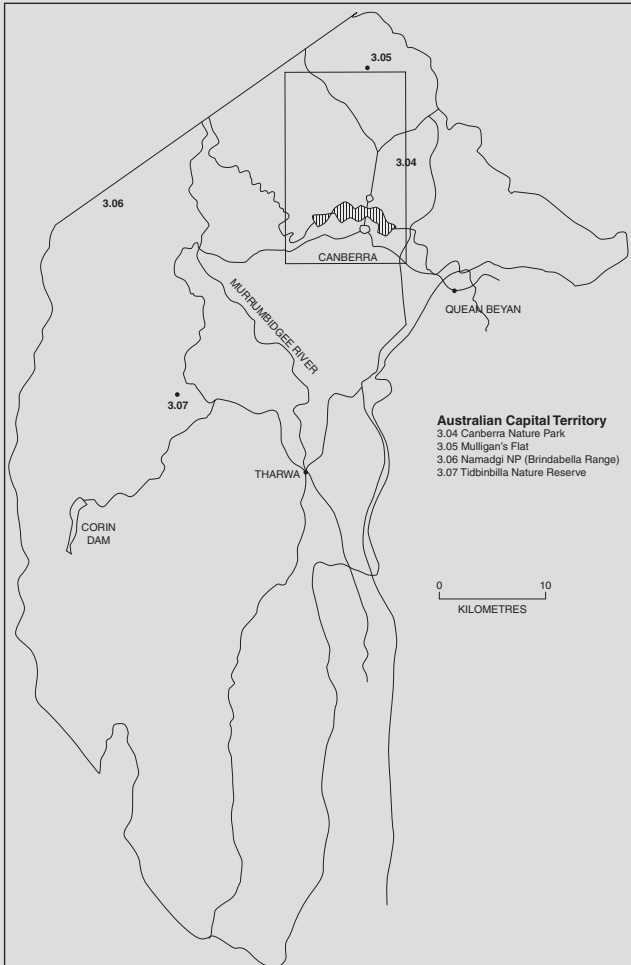 3.05
3.04
3.06
CANBERRA
MURRUMBIDGEE RIVER
QUEAN BEYAN
3.07
Australian Capital Territory
3.04 Canberra Nature Park
3.05 Mulligan's Flat
3.06 Namadgi NP (Brindabella Range)
3.07 Tidbinbilla Nature Reserve
THARWA
CORIN
DAM
0 10
KILOMETRES